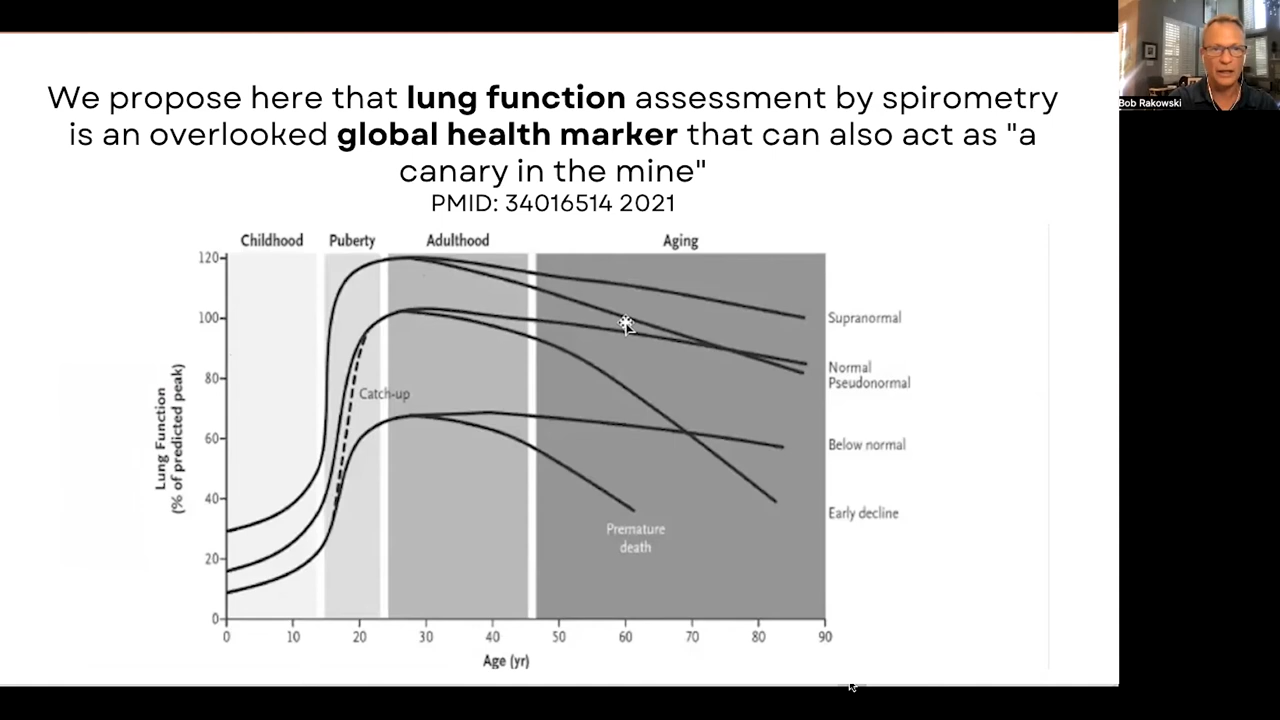 We propose here that lung function assessment by spirometry
is an overlooked global health marker that can also act as "a
canary in the mine"
PMID: 34016514 2021
Bob Rakowski
Childhood
Puberty
Adulthood
Aging
120
100
80
60
40
20
0
Lung Function
(% of predicted peak)
Catch-up
Premature
death
Supranormal
Normal
Pseudonormal
Below normal
Early decline
0 10 20 30 40 50 60 70 80 90
Age (yr)